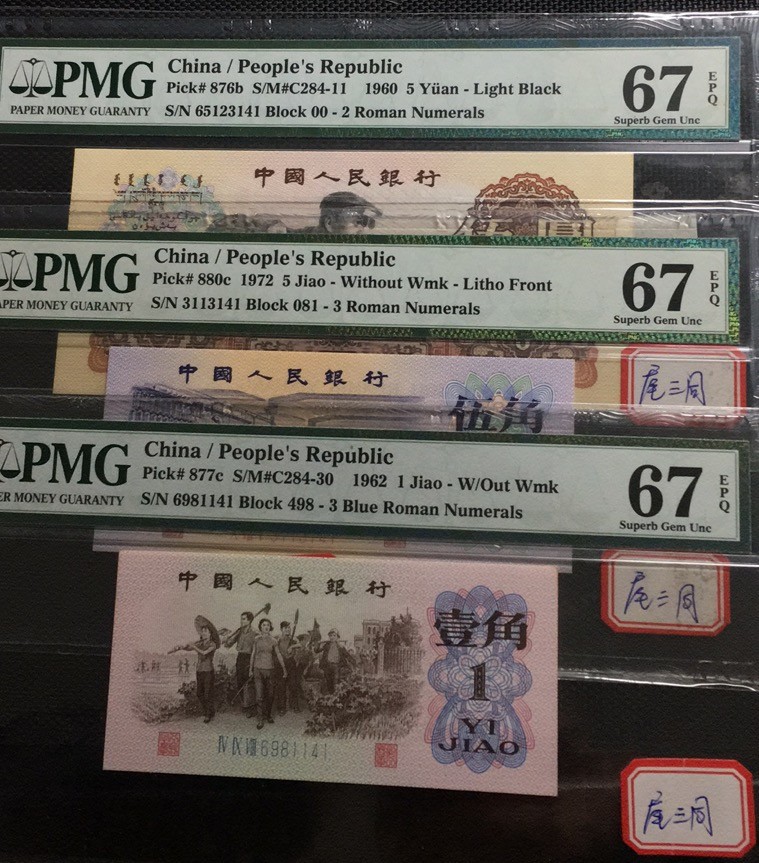 PMG
PAPER MONEY GUARANTY
China / People's Republic
Pick# 876b S/M#C284-11 1960 5 Yüan - Light Black
S/N 65123141 Block 00 - 2 Roman Numerals
67
EPQ
Superb Gem Unc
中國人民銀行
PMG
APER MONEY GUARANTY
China / People's Republic
Pick# 880c 1972 5 Jiao - Without Wmk - Litho Front
S/N 3113141 Block 081 - 3 Roman Numerals
67
EPQ
Superb Gem Unc
尾三同
中國人民銀行
伍角
PMG
ER MONEY GUARANTY
China / People's Republic
Pick# 877c S/M#C284-30 1962 1 Jiao - W/Out Wmk
S/N 6981141 Block 498 - 3 Blue Roman Numerals
67
EPQ
Superb Gem Unc
尾三同
中國人民銀行
壹角
1
YI
JIAO
Ⅳ Ⅸ Ⅷ 6981141
尾三同